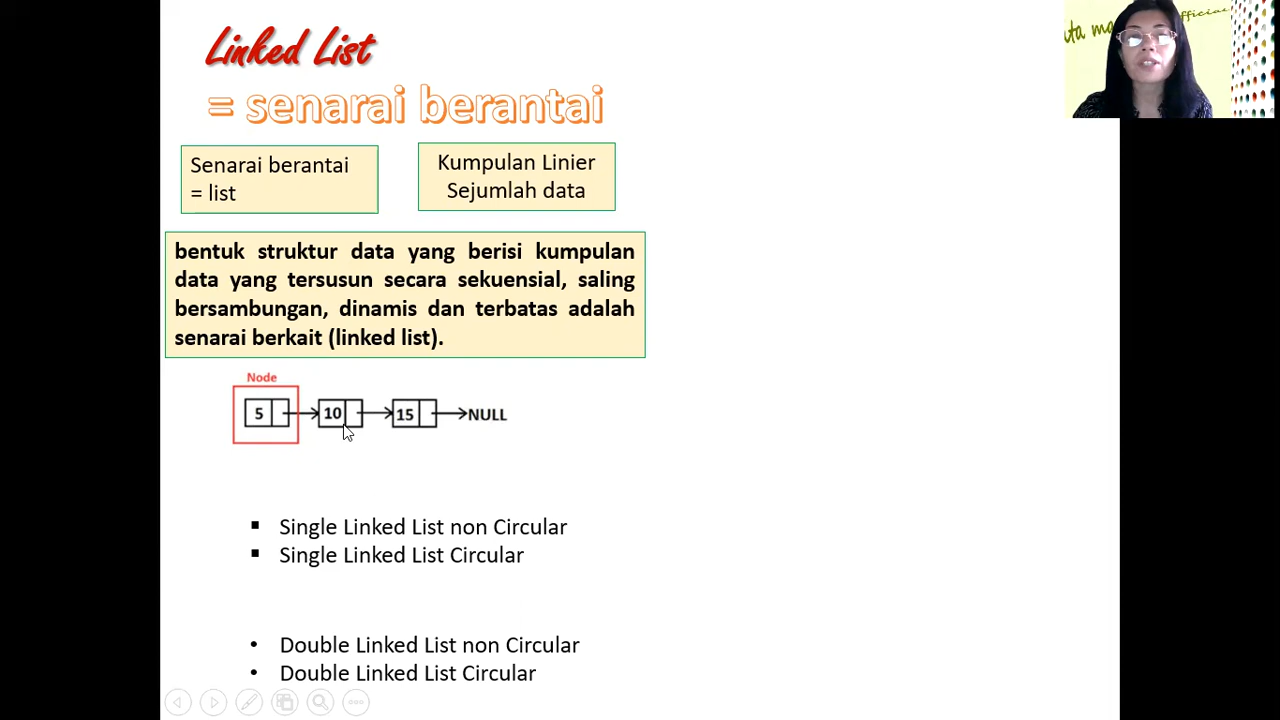 Linked List
= senarai berantai
Senarai berantai
= list
Kumpulan Linier
Sejumlah data
bentuk struktur data yang berisi kumpulan
data yang tersusun secara sekuensial, saling
bersambungan, dinamis dan terbatas adalah
senarai berkait (linked list).
Node
5 10 15 NULL
▪ Single Linked List non Circular
▪ Single Linked List Circular
• Double Linked List non Circular
• Double Linked List Circular